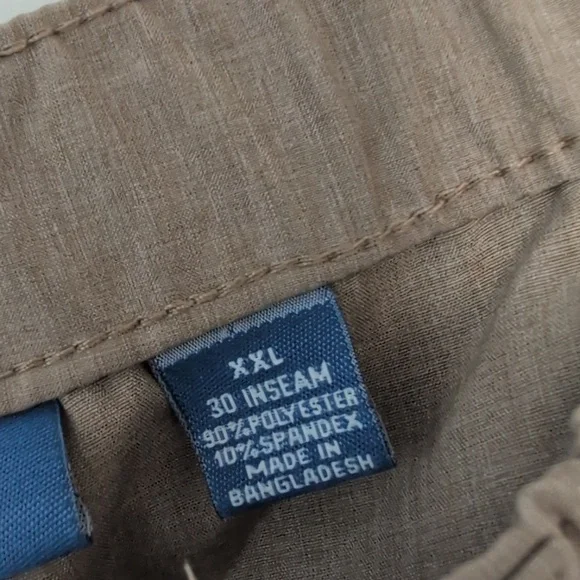 XXL
30 INSEAM
90%POLYESTER
10%SPANDEX
MADE IN
BANGLADESH